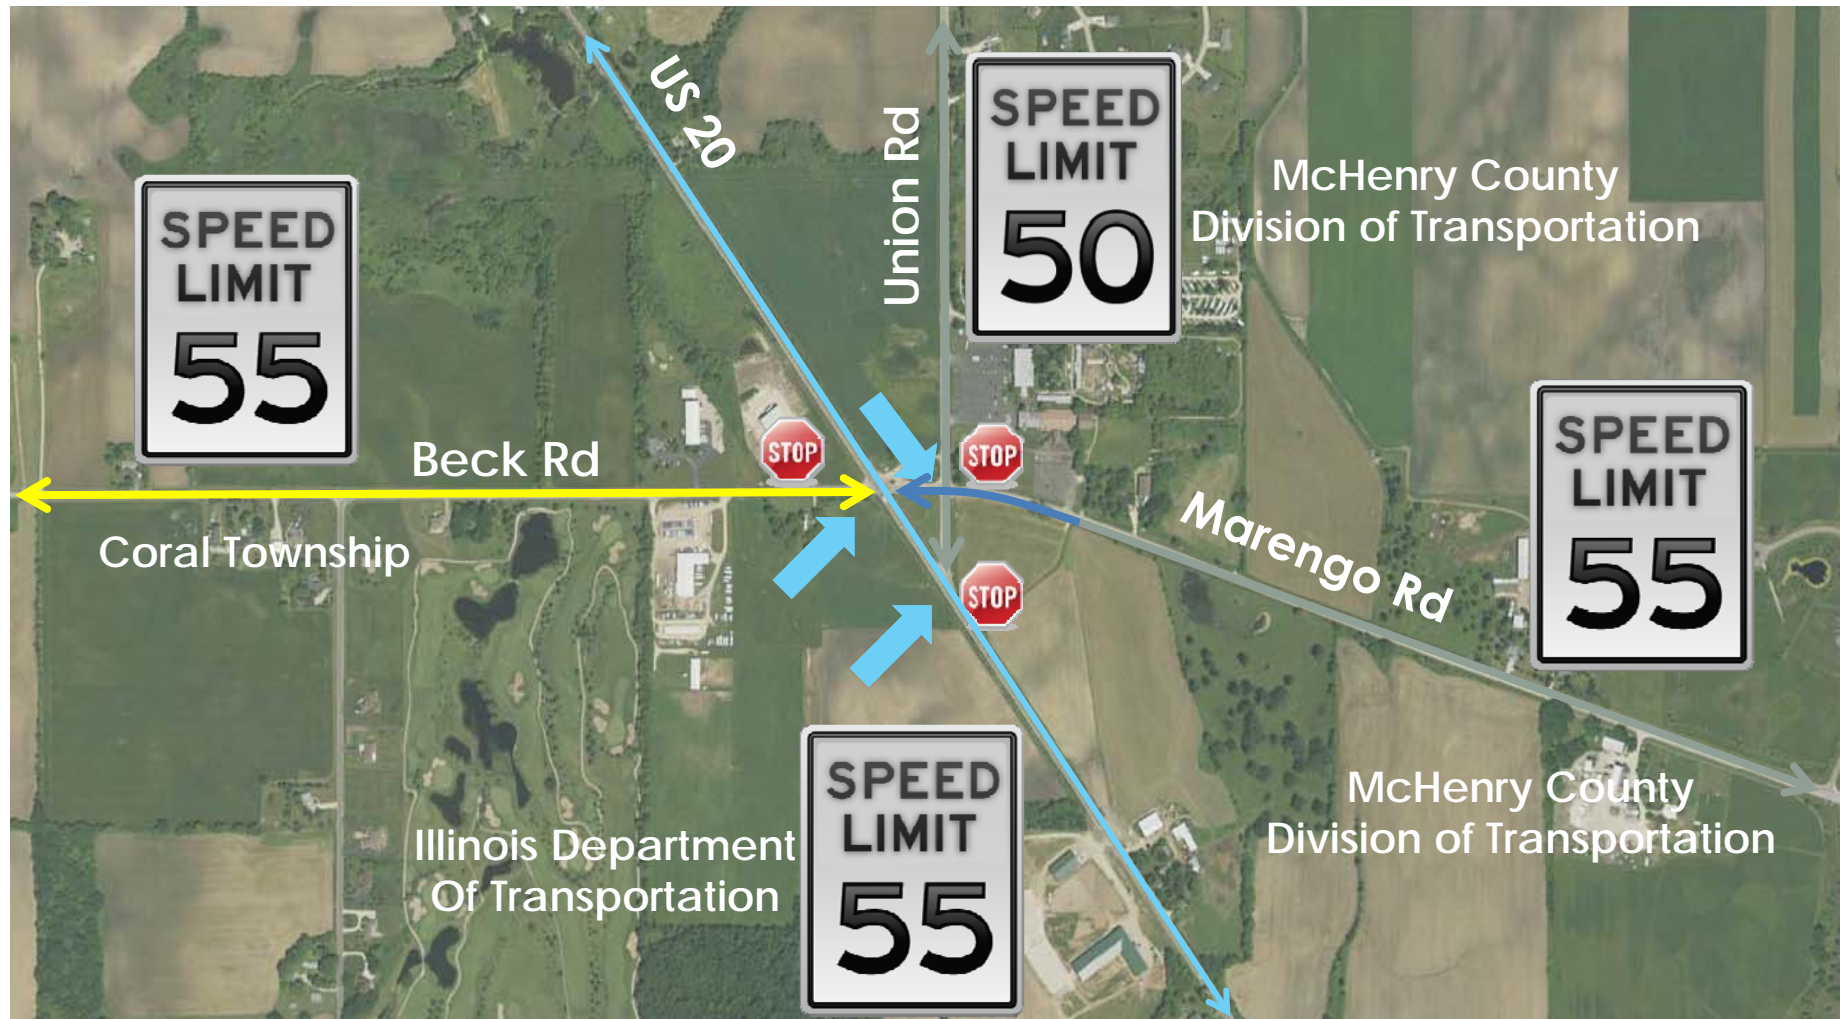 US 20
Union Rd
SPEED
LIMIT
50
McHenry County
Division of Transportation
SPEED
LIMIT
55
Beck Rd
STOP
STOP
SPEED
LIMIT
55
Marengo Rd
Coral Township
STOP
SPEED
LIMIT
55
Illinois Department
Of Transportation
McHenry County
Division of Transportation